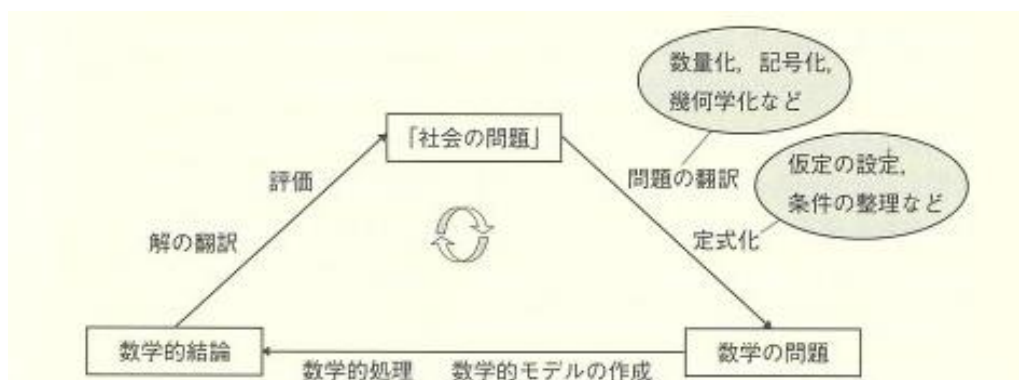 数量化，記号化，
幾何学化など
「社会の問題」
評価
問題の翻訳
仮定の設定，
条件の整理など
解の翻訳
定式化
数学的結論
数学的処理　数学的モデルの作成
数学の問題